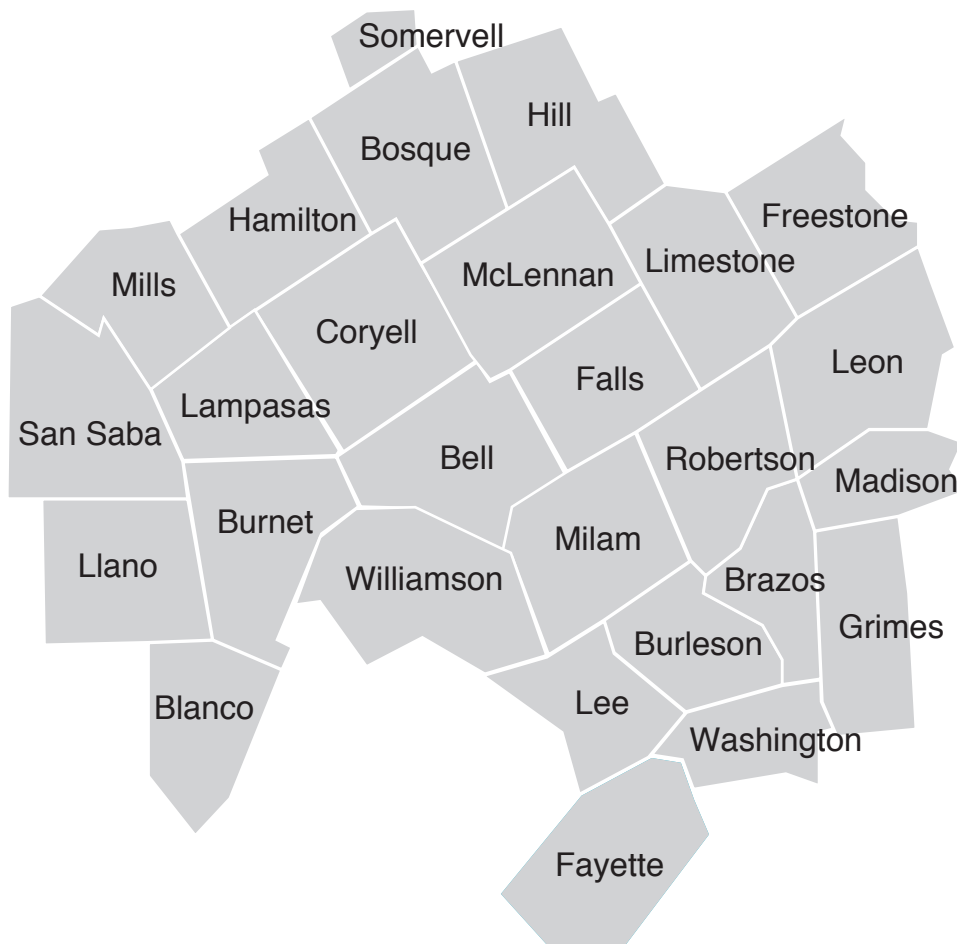 Somervell
Hill
Bosque
Freestone
Hamilton
Limestone
McLennan
Mills
Coryell
Leon
Falls
Lampasas
San Saba
Bell
Robertson
Madison
Burnet
Milam
Llano
Williamson
Brazos
Grimes
Burleson
Lee
Blanco
Washington
Fayette